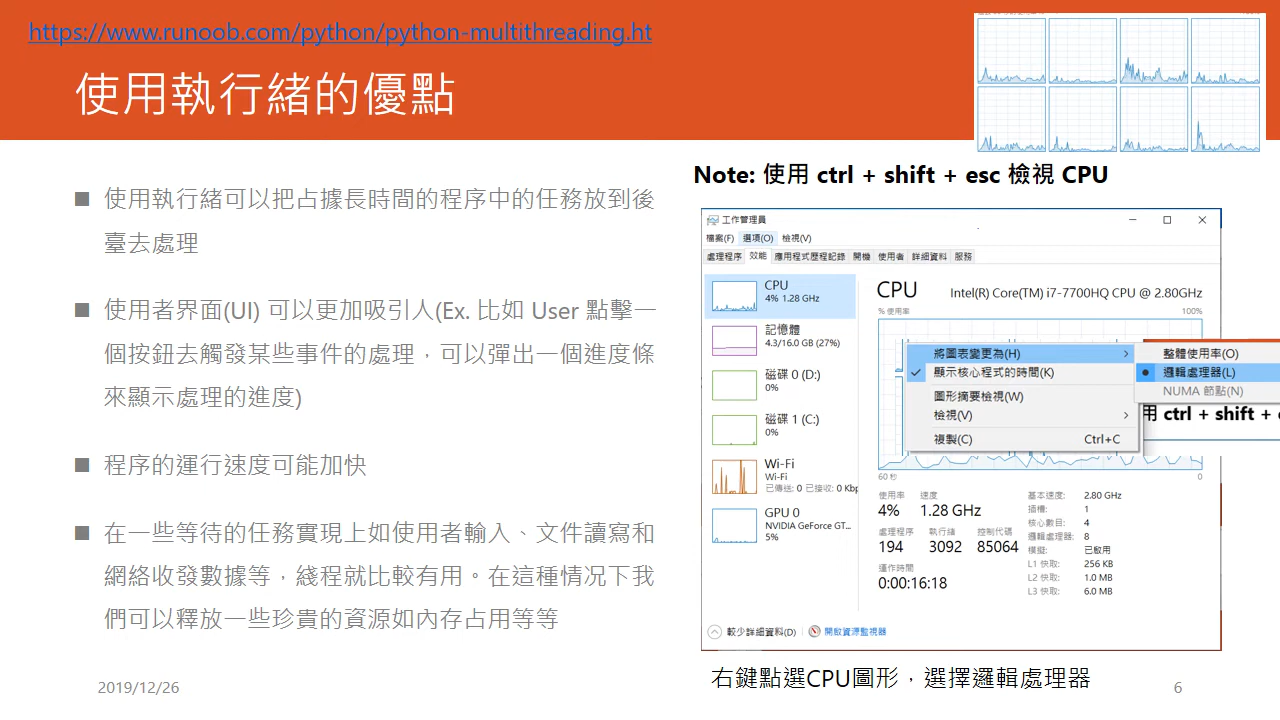 https://www.runoob.com/python/python-multithreading.ht
使用執行緒的優點
使用執行緒可以把占據長時間的程序中的任務放到後
臺去處理
使用者界面(UI) 可以更加吸引人(Ex. 比如 User 點擊一
個按鈕去觸發某些事件的處理，可以彈出一個進度條
來顯示處理的進度)
程序的運行速度可能加快
在一些等待的任務實現上如使用者輸入、文件讀寫和
網絡收發數據等，綫程就比較有用。在這種情況下我
們可以釋放一些珍貴的資源如內存占用等等
2019/12/26
Note: 使用 ctrl + shift + esc 檢視 CPU
工作管理員
檔案(F) 選項(O) 檢視(V)
處理程序 效能 應用程式歷程記錄 開機 使用者 詳細資料 服務
CPU
4% 1.28 GHz
記憶體
4.3/16.0 GB (27%)
磁碟 0 (D:)
0%
磁碟 1 (C:)
0%
Wi-Fi
Wi-Fi
已傳送: 0 已接收: 0 Kbp
GPU 0
NVIDIA GeForce GT...
5%
CPU Intel(R) Core(TM) i7-7700HQ CPU @ 2.80GHz
% 使用率 100%
將圖表變更為(H)
顯示核心程式的時間(K)
圖形摘要檢視(W)
檢視(V)
複製(C) Ctrl+C
整體使用率(O)
邏輯處理器(L)
NUMA 節點(N)
用 ctrl + shift + e
60 秒 0
使用率 速度
4% 1.28 GHz
處理程序 執行緒 控制代碼
194 3092 85064
運作時間
0:00:16:18
基本速度: 2.80 GHz
插槽: 1
核心數目: 4
邏輯處理器: 8
模擬: 已啟用
L1 快取: 256 KB
L2 快取: 1.0 MB
L3 快取: 6.0 MB
較少詳細資料(D) 開啟資源監視器
右鍵點選CPU圖形，選擇邏輯處理器
6